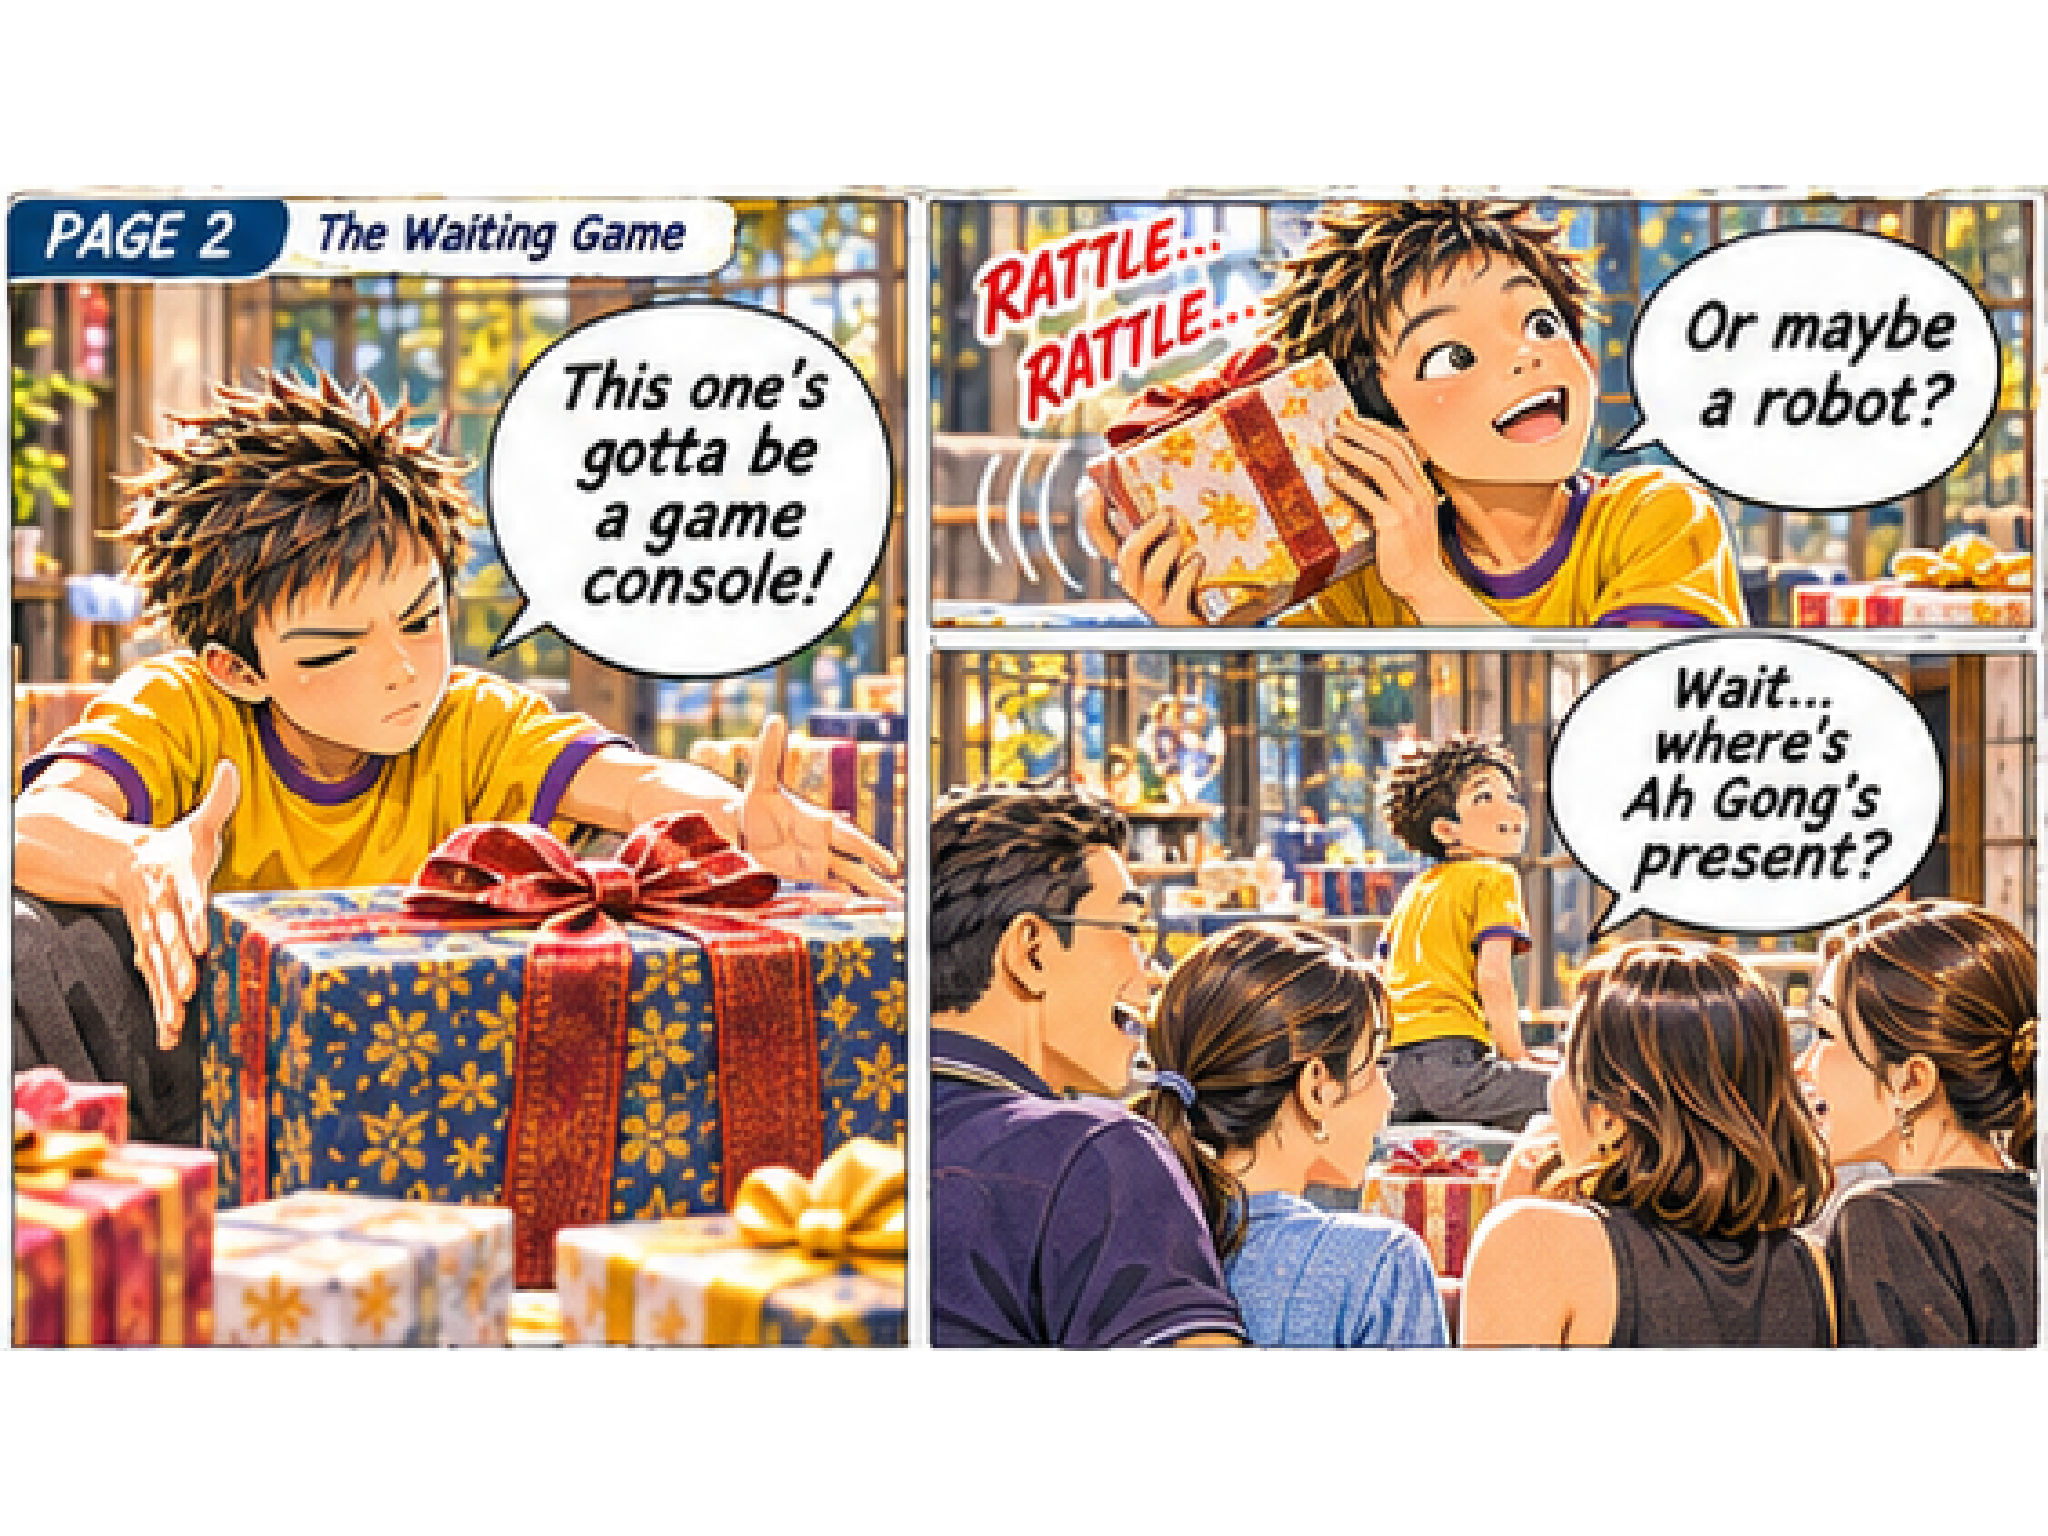 PAGE 2
The Waiting Game
This one's
gotta be
a game
console!
RATTLE...
RATTLE...
Or maybe
a robot?
Wait...
where's
Ah Gong's
present?